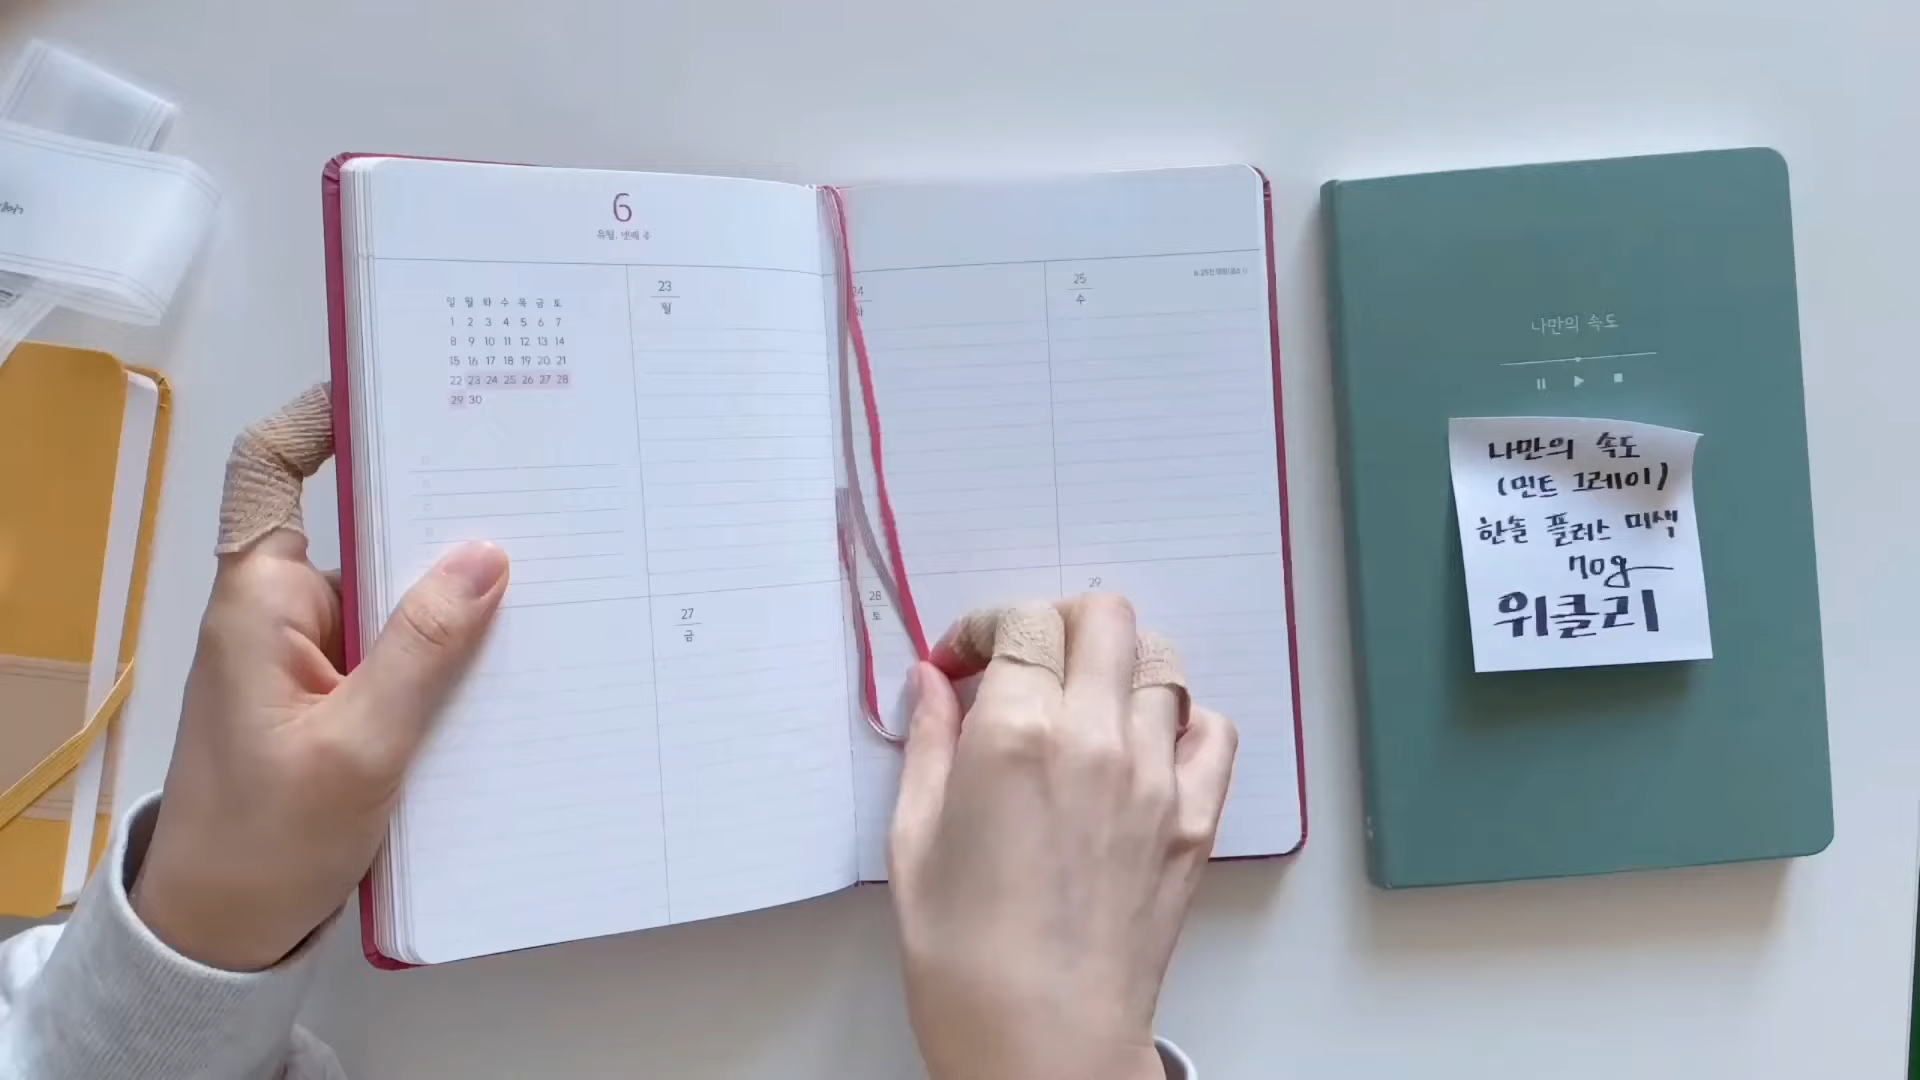 6
유월, 넷째 주
일 월 화 수 목 금 토
1 2 3 4 5 6 7
8 9 10 11 12 13 14
15 16 17 18 19 20 21
22 23 24 25 26 27 28
29 30
23
월
27
금
25
수
28
토
29
나만의 속도
나만의 속도
(민트 그레이)
한솔 플러스 미색
70g
위클리